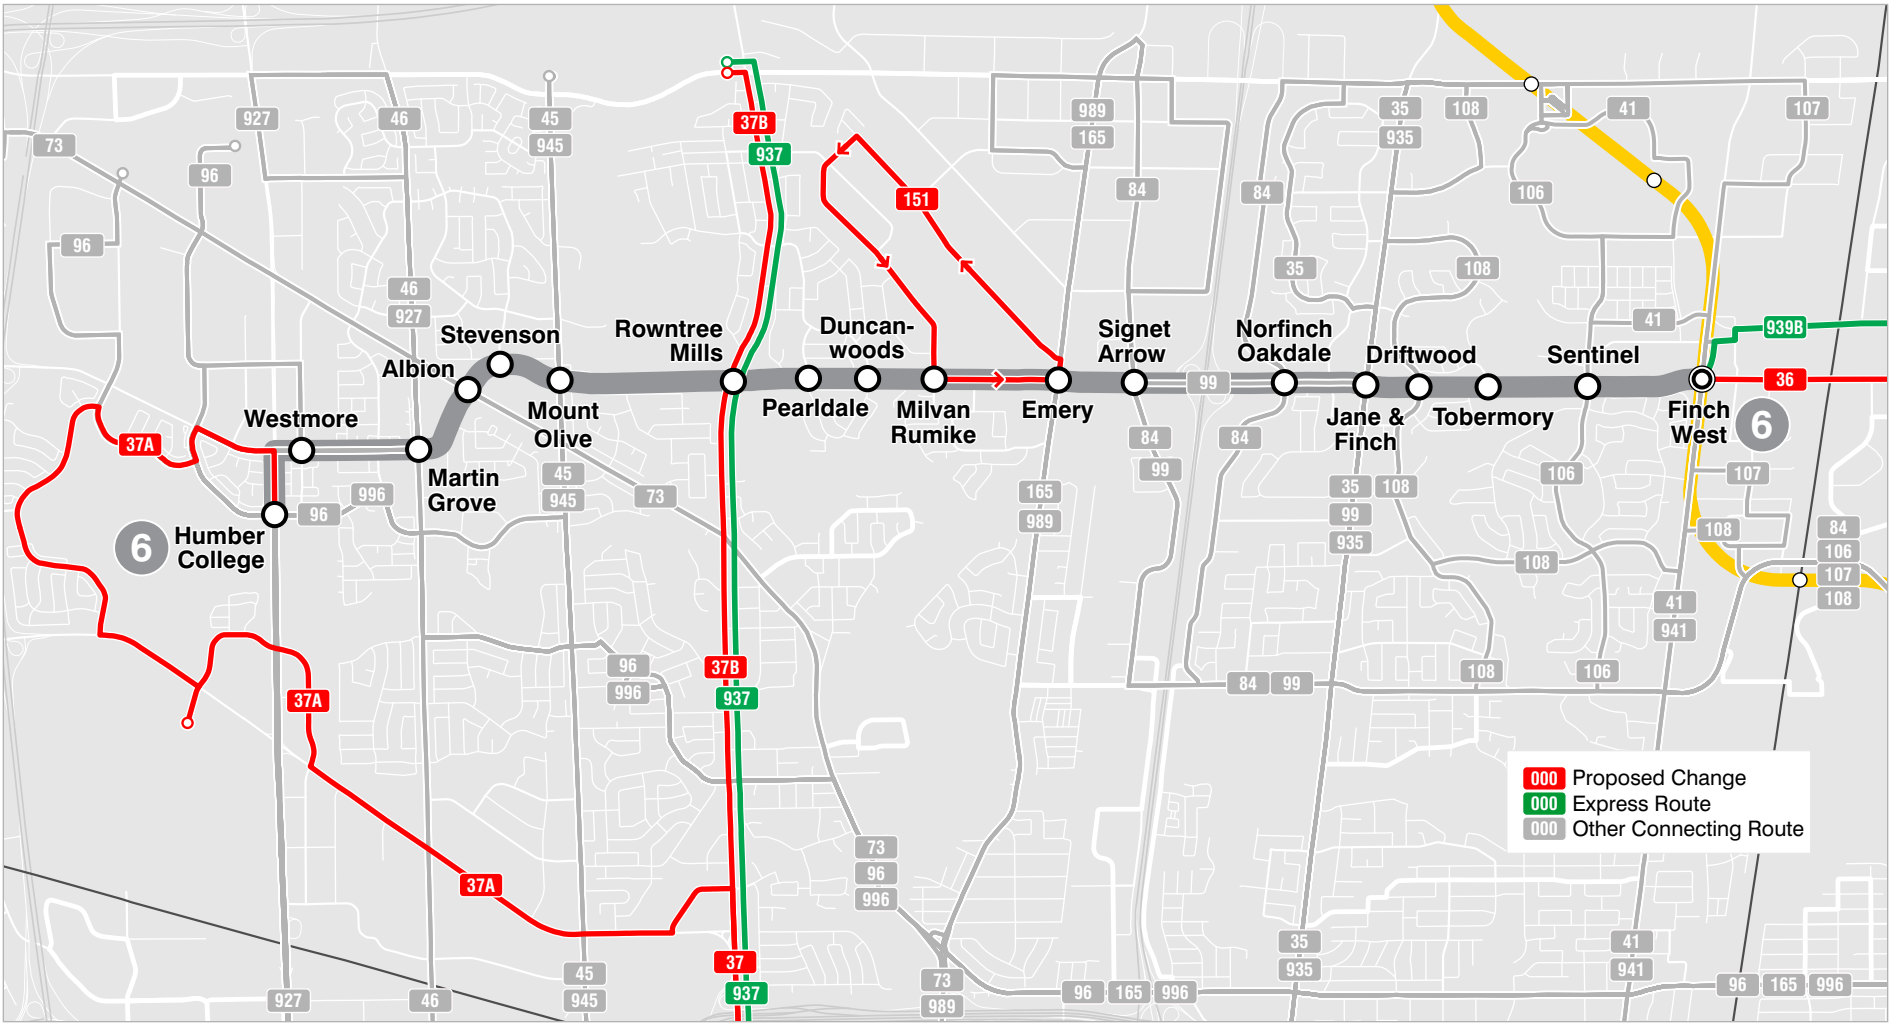 37B
937
989
165
35
935
108
41
107
927
46
45
945
73
96
96
151
84
84
106
46
927
35
108
41
939B
36
Stevenson
Albion
Rowntree
Mills
Duncan-
woods
Signet
Arrow
Norfinch
Oakdale
Driftwood
Sentinel
99
Westmore
37A
Mount
Olive
Pearldale
Milvan
Rumike
Emery
Jane &
Finch
Tobermory
Finch
West
6
Martin
Grove
6
Humber
College
96
996
45
945
73
84
99
84
165
989
35
108
99
935
106
107
108
108
84
106
107
108
41
941
96
996
37B
937
37A
84
99
108
106
000 Proposed Change
000 Express Route
000 Other Connecting Route
37A
73
96
996
37
937
35
935
41
941
927
46
45
945
73
989
96
165
996
96
165
996